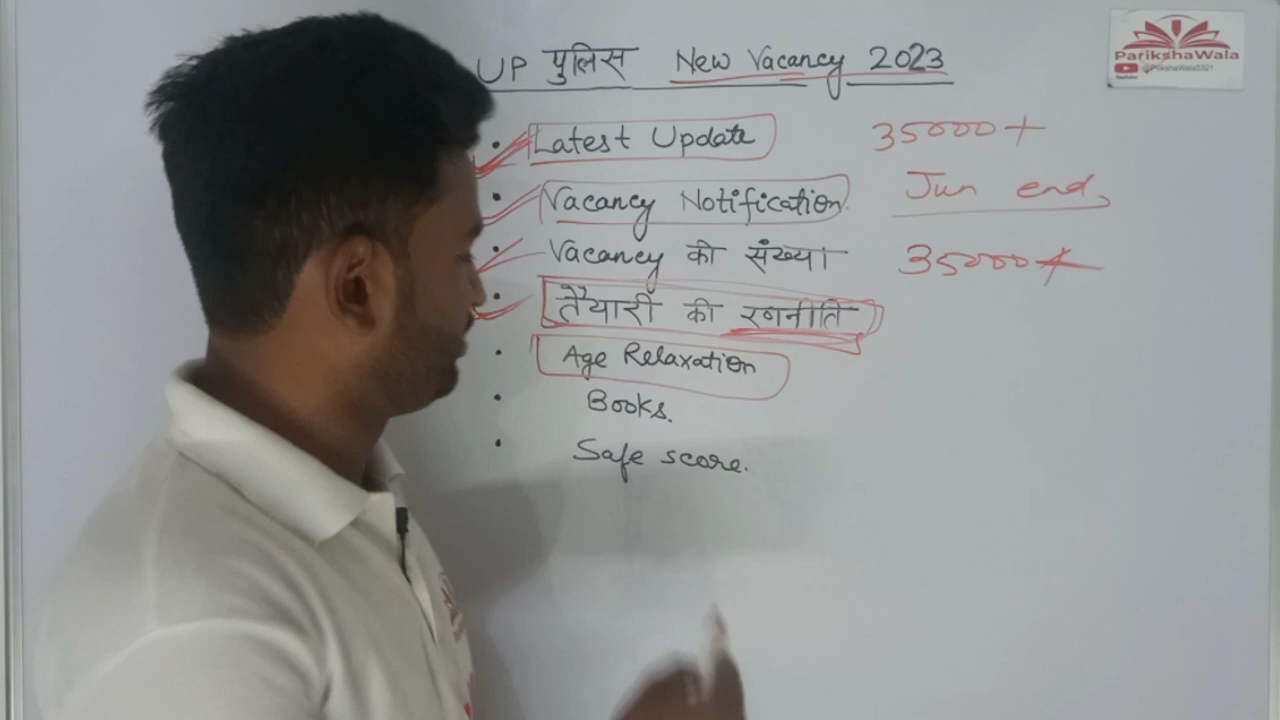 UP पुलिस New Vacancy 2023
ParikshaWala
YouTube
Latest Update 35000+
Vacancy Notification. Jun end,
Vacancy की संख्या 35000+
तैयारी की रणनीति
Age Relaxation
Books.
Safe score.